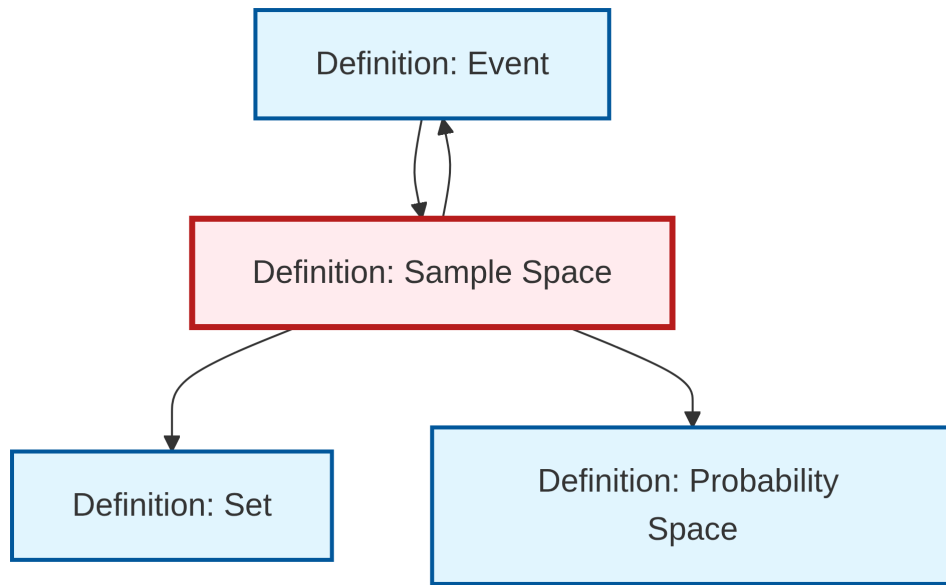 Definition: Event
Definition: Sample Space
Definition: Set
Definition: Probability
Space